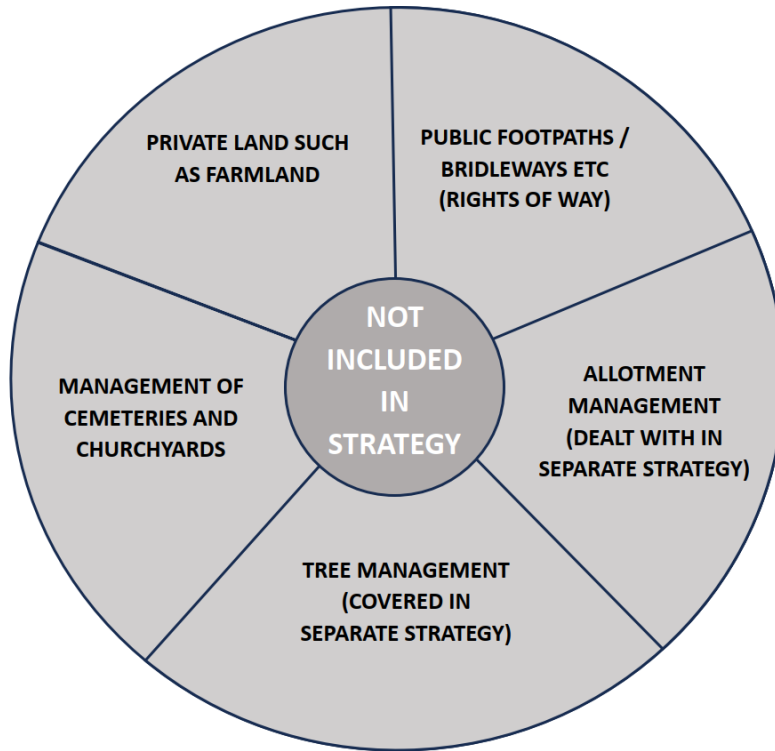 PRIVATE LAND SUCH
AS FARMLAND
PUBLIC FOOTPATHS /
BRIDLEWAYS ETC
(RIGHTS OF WAY)
NOT
INCLUDED
IN
STRATEGY
MANAGEMENT OF
CEMETERIES AND
CHURCHYARDS
ALLOTMENT
MANAGEMENT
(DEALT WITH IN
SEPARATE STRATEGY)
TREE MANAGEMENT
(COVERED IN
SEPARATE STRATEGY)